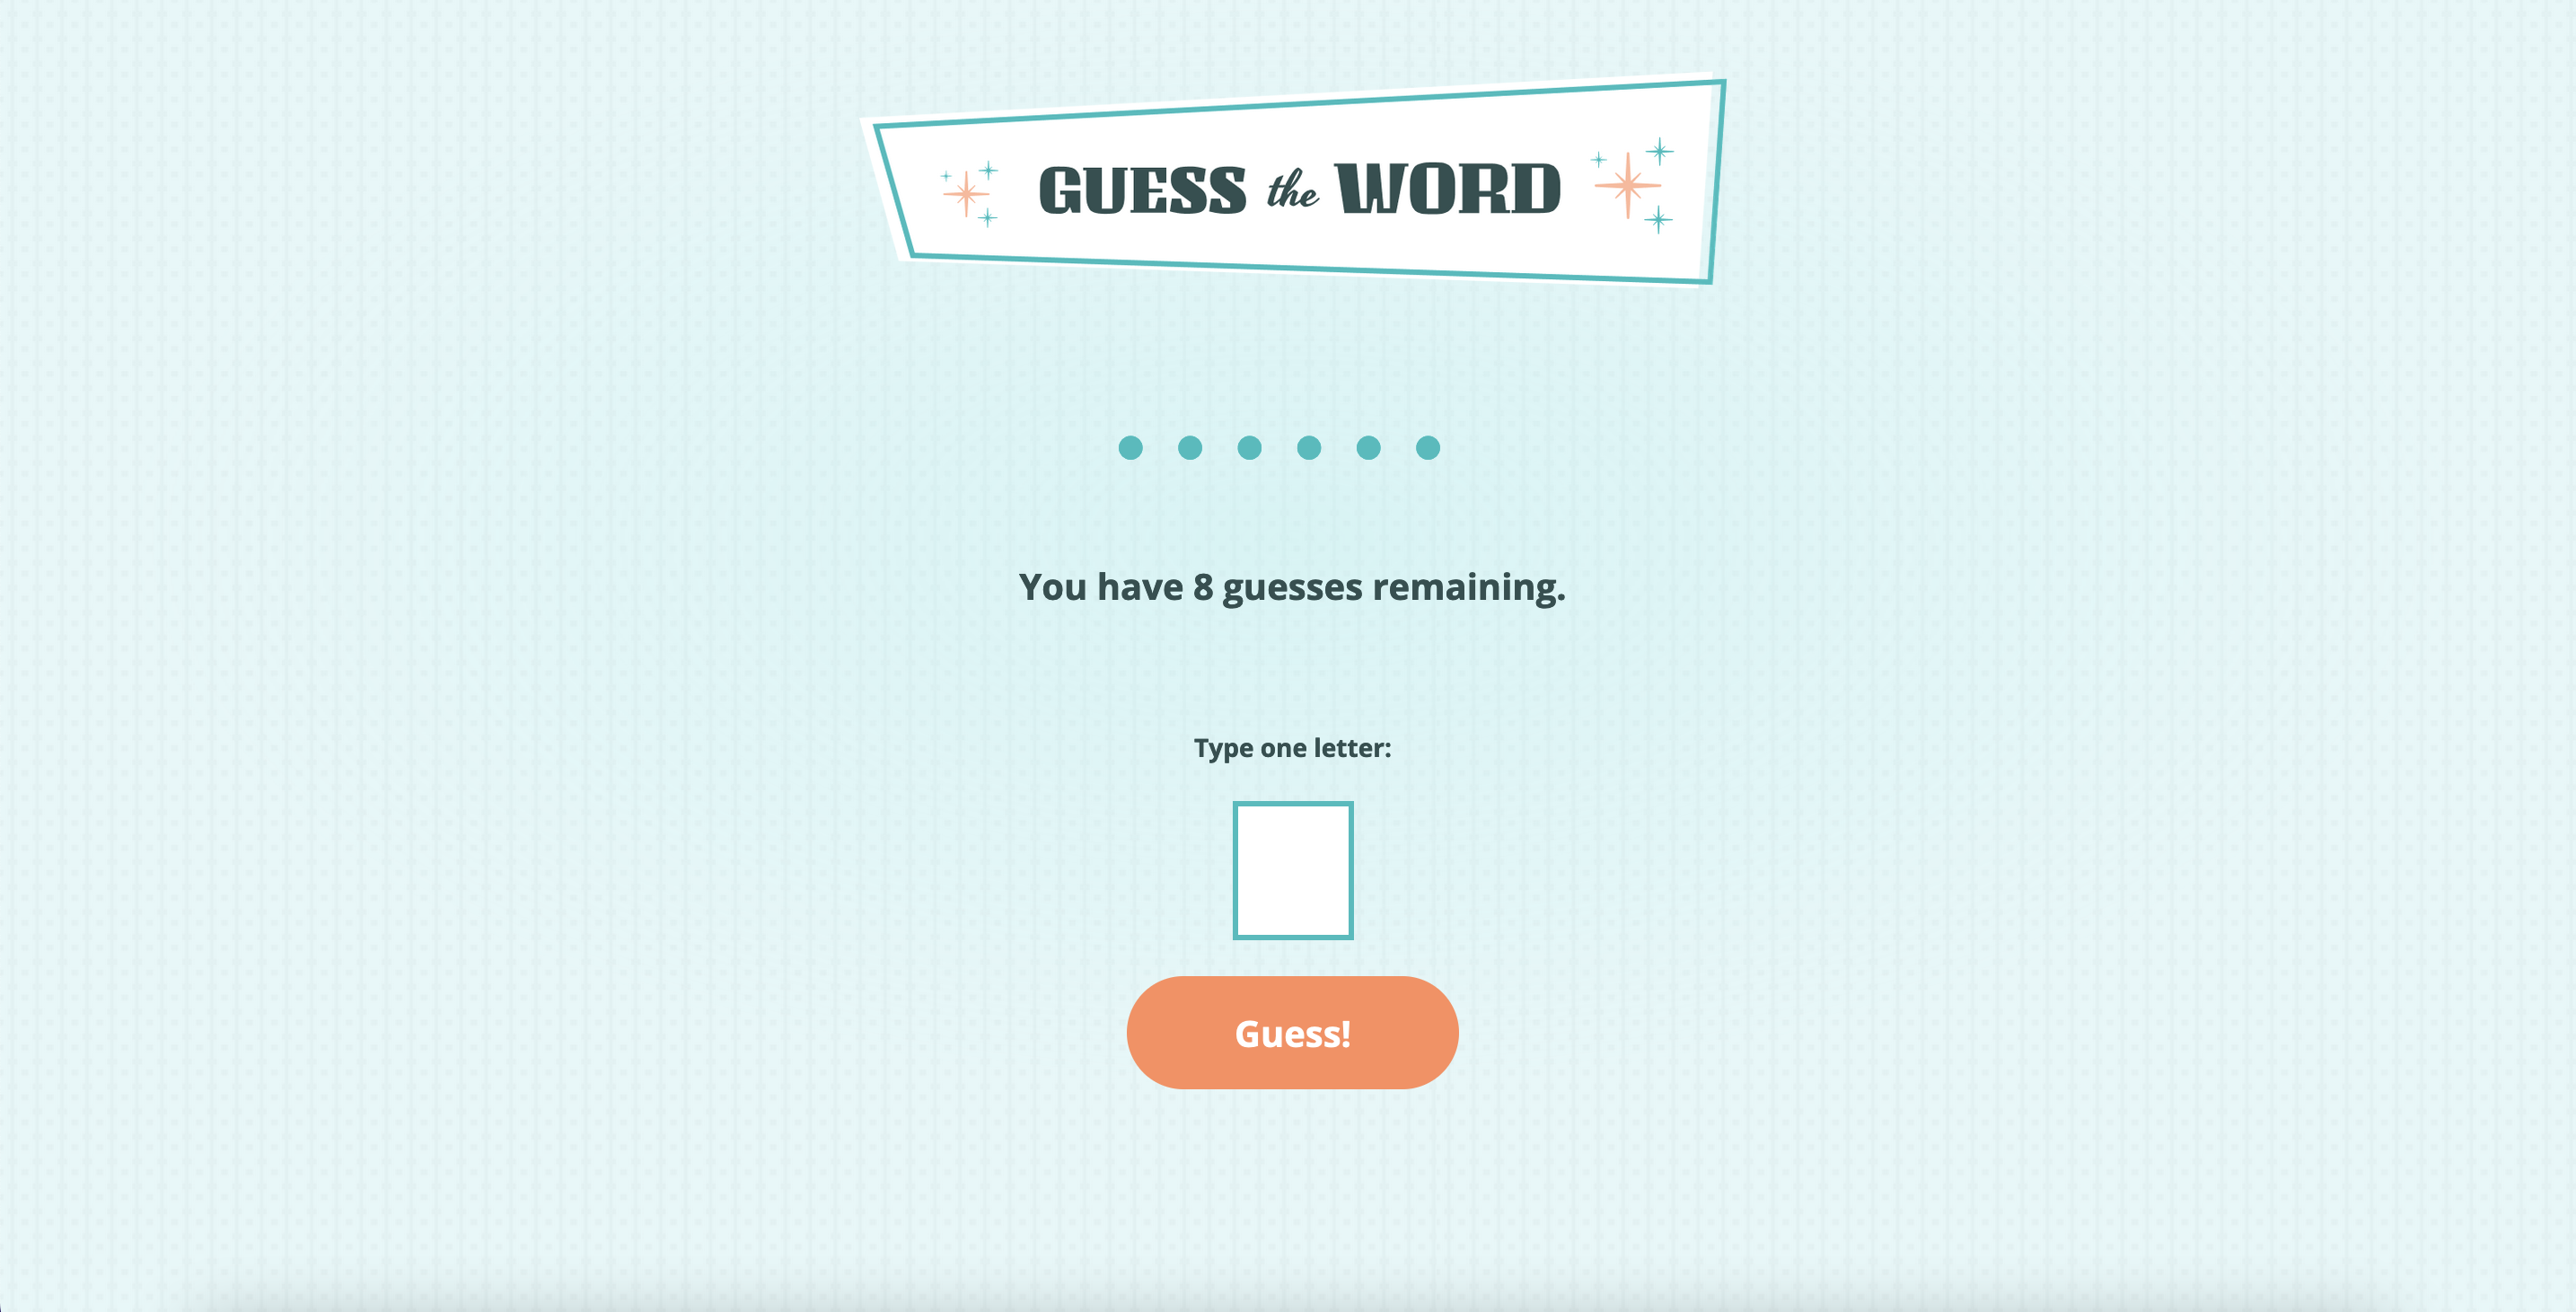 GUESS the WORD
● ● ● ● ● ●
You have 8 guesses remaining.
Type one letter:
Guess!